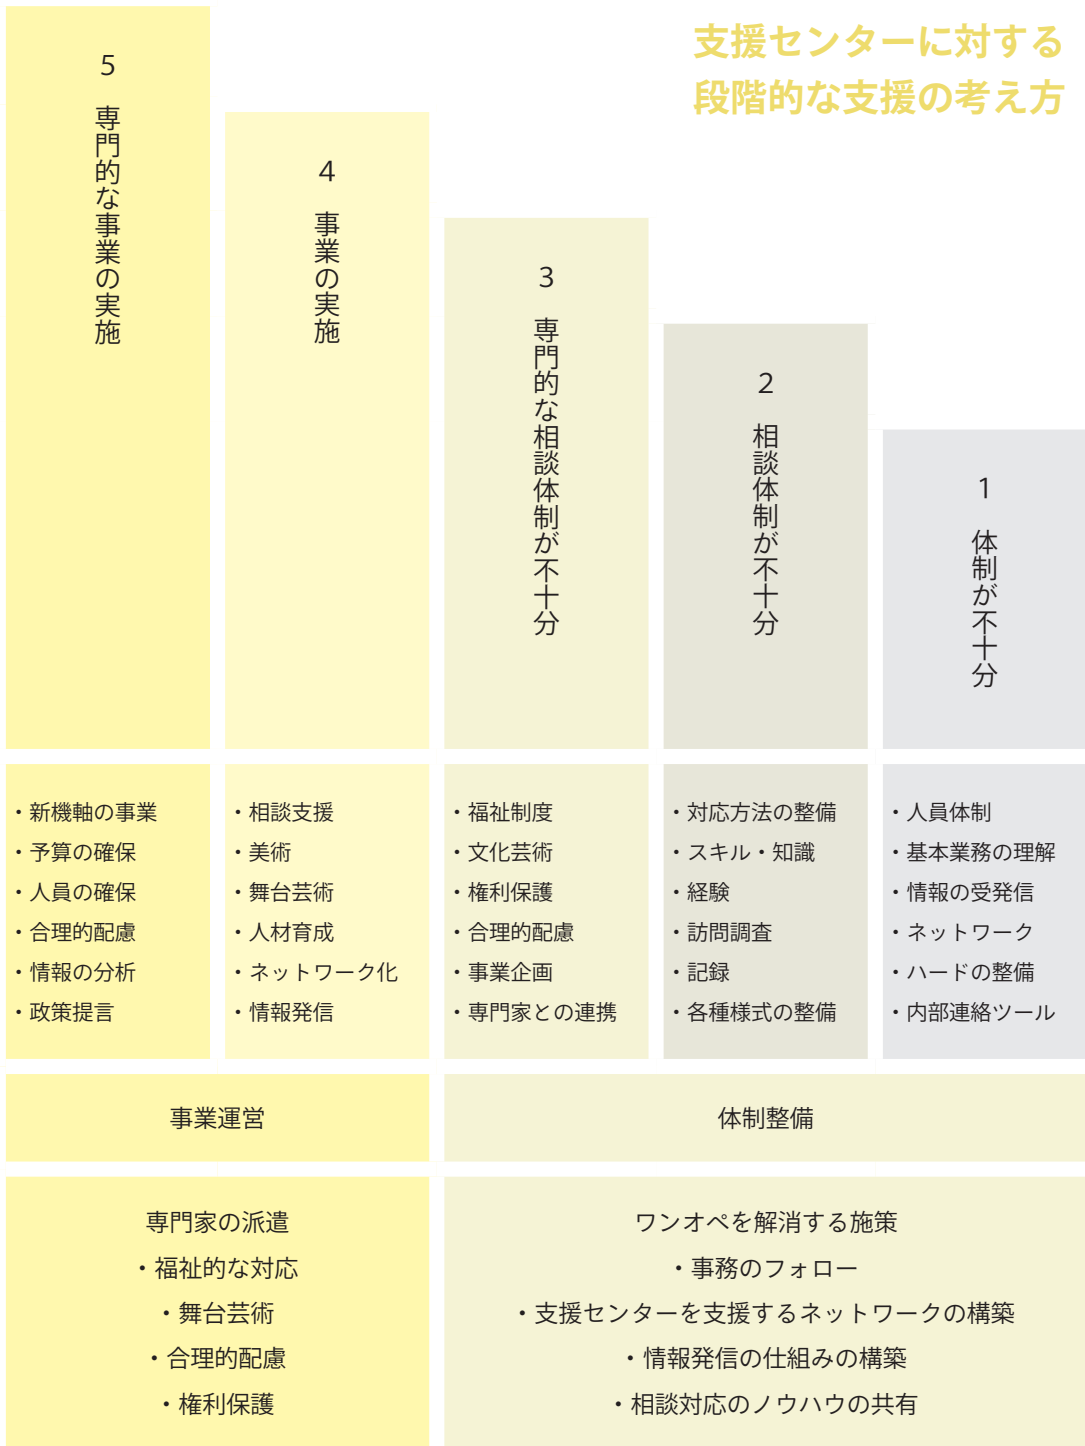 支援センターに対する
段階的な支援の考え方
5 専門的な事業の実施
4 事業の実施
3 専門的な相談体制が不十分
2 相談体制が不十分
1 体制が不十分
・新機軸の事業
・予算の確保
・人員の確保
・合理的配慮
・情報の分析
・政策提言
・相談支援
・美術
・舞台芸術
・人材育成
・ネットワーク化
・情報発信
・福祉制度
・文化芸術
・権利保護
・合理的配慮
・事業企画
・専門家との連携
・対応方法の整備
・スキル・知識
・経験
・訪問調査
・記録
・各種様式の整備
・人員体制
・基本業務の理解
・情報の受発信
・ネットワーク
・ハードの整備
・内部連絡ツール
事業運営
体制整備
専門家の派遣
・福祉的な対応
・舞台芸術
・合理的配慮
・権利保護
ワンオペを解消する施策
・事務のフォロー
・支援センターを支援するネットワークの構築
・情報発信の仕組みの構築
・相談対応のノウハウの共有